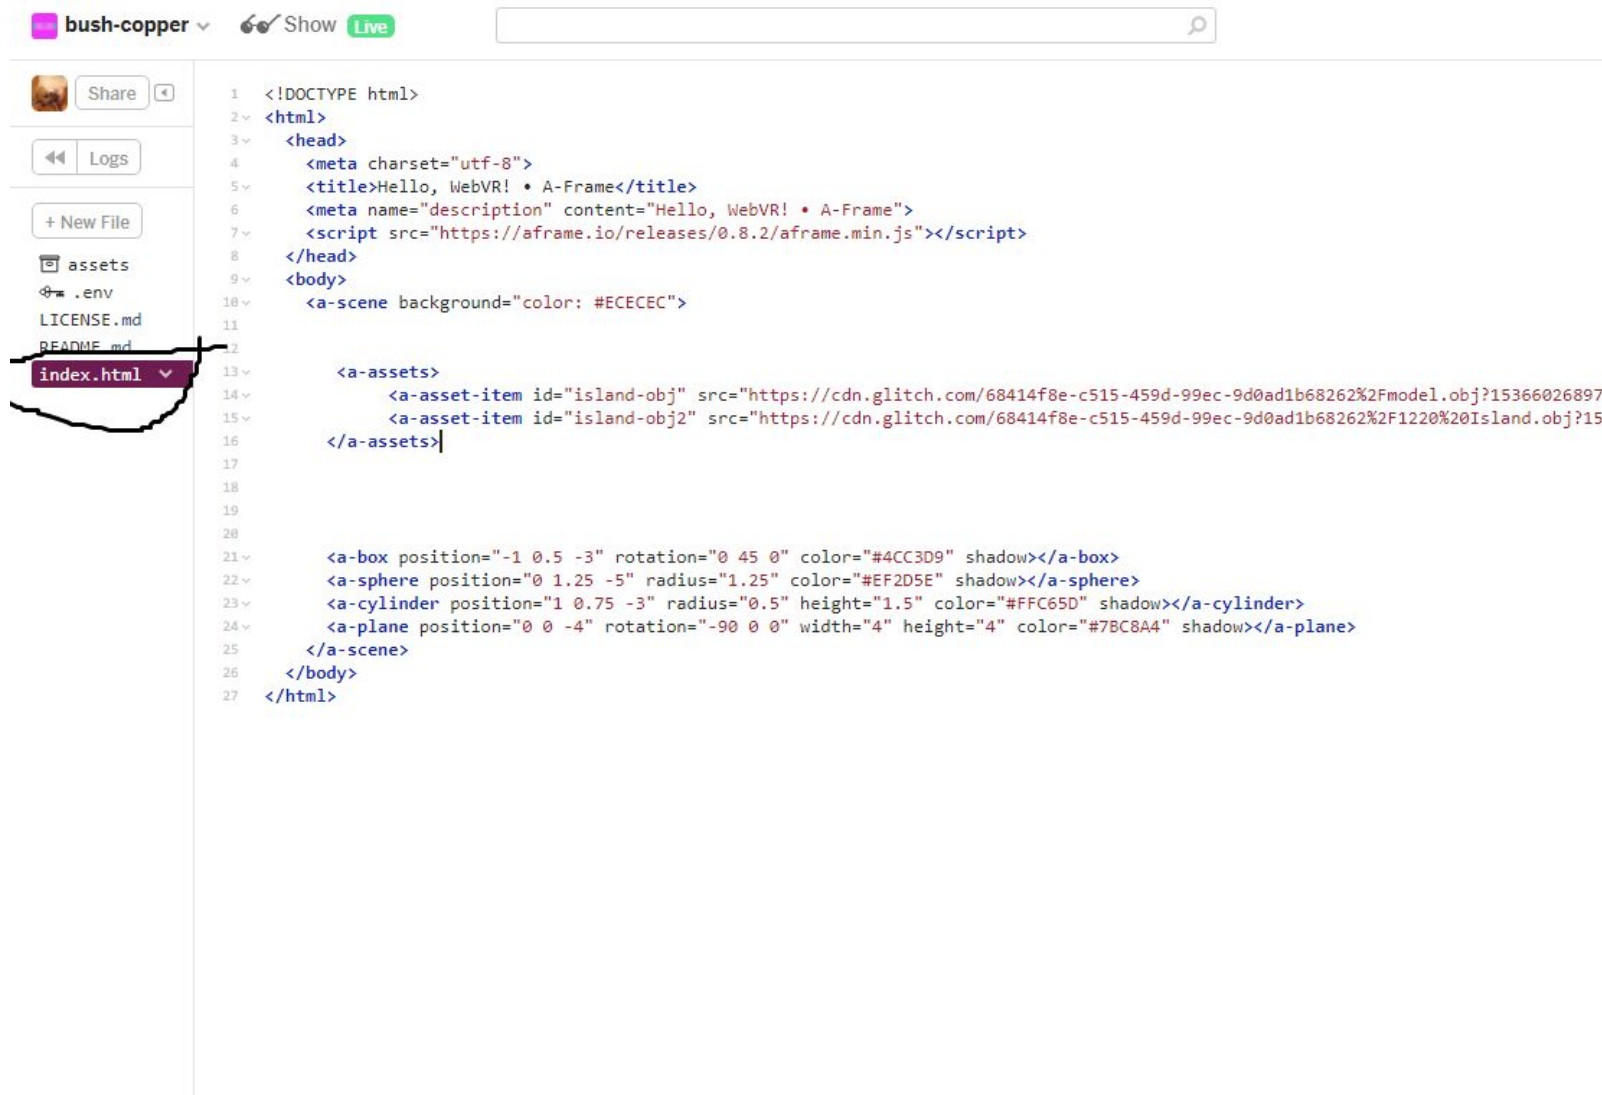 bush-copper Show Live
Share
Logs
+ New File
assets
.env
LICENSE.md
README.md
index.html
1 <!DOCTYPE html>
2 <html>
3 <head>
4 <meta charset="utf-8">
5 <title>Hello, WebVR! • A-Frame</title>
6 <meta name="description" content="Hello, WebVR! • A-Frame">
7 <script src="https://aframe.io/releases/0.8.2/aframe.min.js"></script>
8 </head>
9 <body>
10 <a-scene background="color: #ECECEC">
11
12
13 <a-assets>
14 <a-asset-item id="island-obj" src="https://cdn.glitch.com/68414f8e-c515-459d-99ec-9d0ad1b68262%2Fmodel.obj?15366026897
15 <a-asset-item id="island-obj2" src="https://cdn.glitch.com/68414f8e-c515-459d-99ec-9d0ad1b68262%2F1220%20Island.obj?15
16 </a-assets>
17
18
19
20
21 <a-box position="-1 0.5 -3" rotation="0 45 0" color="#4CC3D9" shadow></a-box>
22 <a-sphere position="0 1.25 -5" radius="1.25" color="#EF2D5E" shadow></a-sphere>
23 <a-cylinder position="1 0.75 -3" radius="0.5" height="1.5" color="#FFC65D" shadow></a-cylinder>
24 <a-plane position="0 0 -4" rotation="-90 0 0" width="4" height="4" color="#7BC8A4" shadow></a-plane>
25 </a-scene>
26 </body>
27 </html>